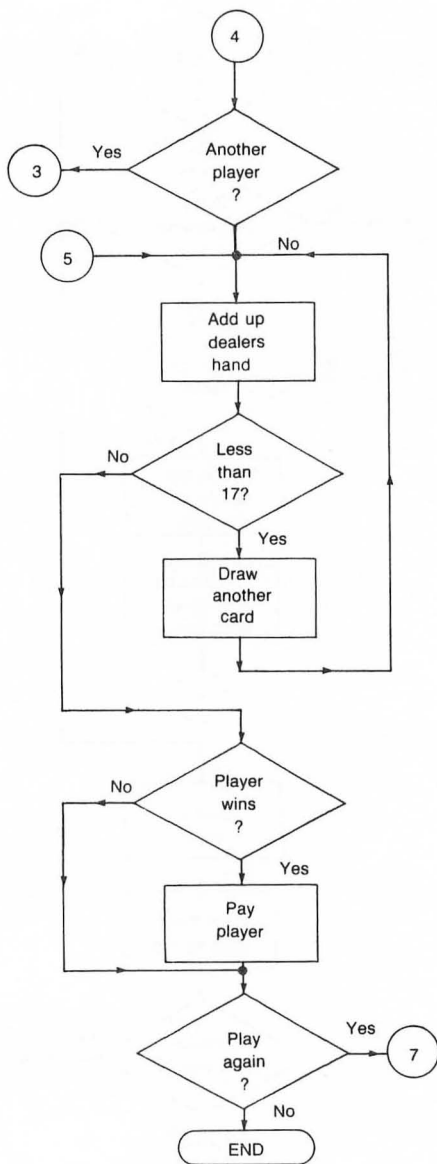 4
Yes
Another
player
?
3
5
No
Add up
dealers
hand
No
Less
than
17?
Yes
Draw
another
card
No
Player
wins
?
Yes
Pay
player
Yes
Play
again
?
7
No
END